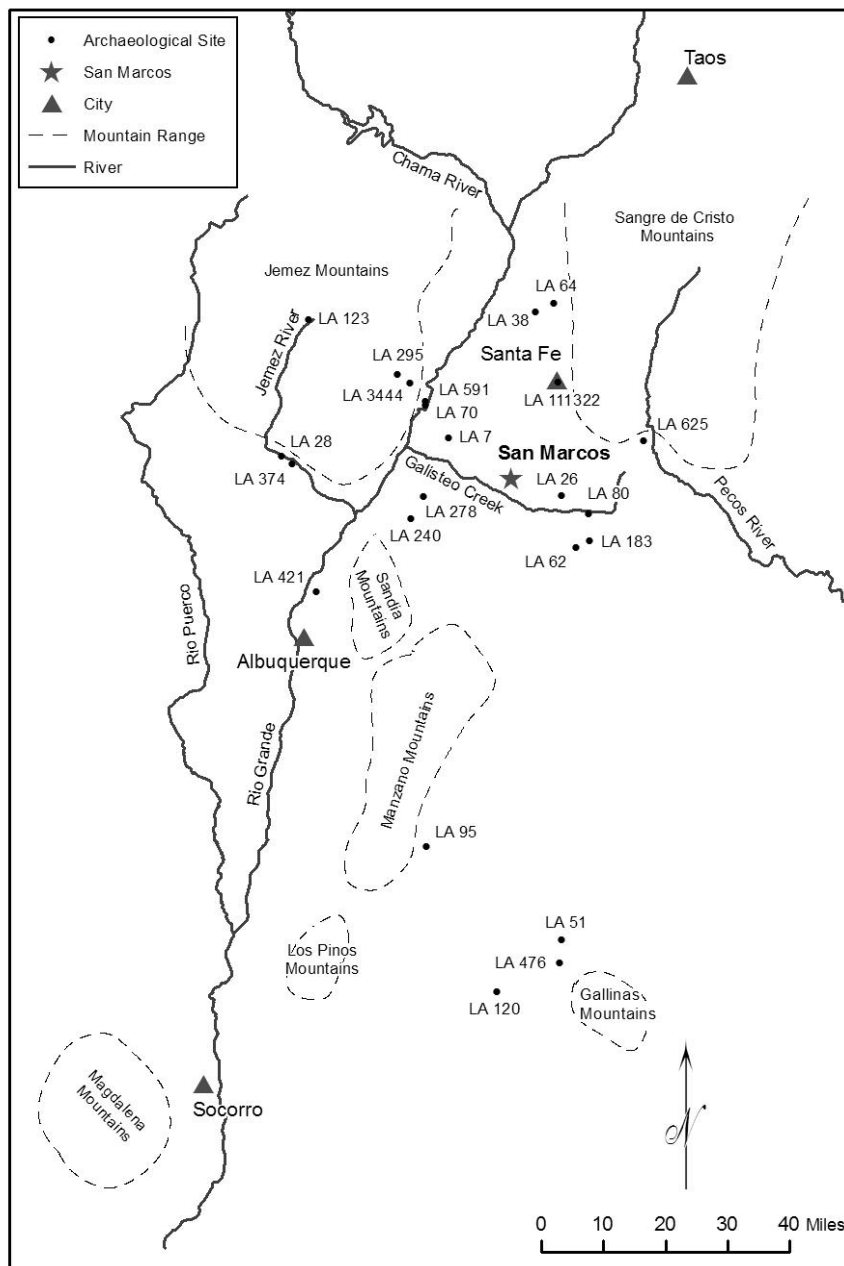 Archaeological Site
San Marcos
City
Mountain Range
River
Taos
Chama River
Sangre de Cristo
Mountains
Jemez Mountains
LA 64
LA 38
LA 123
Jemez River
Santa Fe
LA 295
LA 3444
LA 591
LA 111322
LA 70
LA 625
LA 7
LA 28
San Marcos
LA 374
Galisteo Creek
LA 26
LA 80
Pecos River
LA 278
LA 240
LA 183
LA 62
LA 421
Sandia
Mountains
Rio Puerco
Albuquerque
Rio Grande
Manzano Mountains
LA 95
LA 51
Los Pinos
Mountains
LA 476
LA 120
Gallinas
Mountains
Magdalena
Mountains
Socorro
N
0 10 20 30 40 Miles